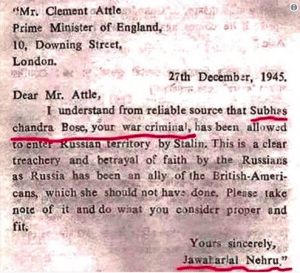 "Mr. Clement Attle
Prime Minister of England,
10, Downing Street,
London.
27th December, 1945.
Dear Mr. Attle,
I understand from reliable source that Subhas
chandra Bose, your war criminal, has been allowed
to enter Russian territory by Stalin. This is a clear
treachery and betrayal of faith by the Russians
as Russia has been an ally of the British-Ameri-
cans, which she should not have done. Please take
note of it and do what you consider proper and
fit.
Yours sincerely,
Jawaharlal Nehru."